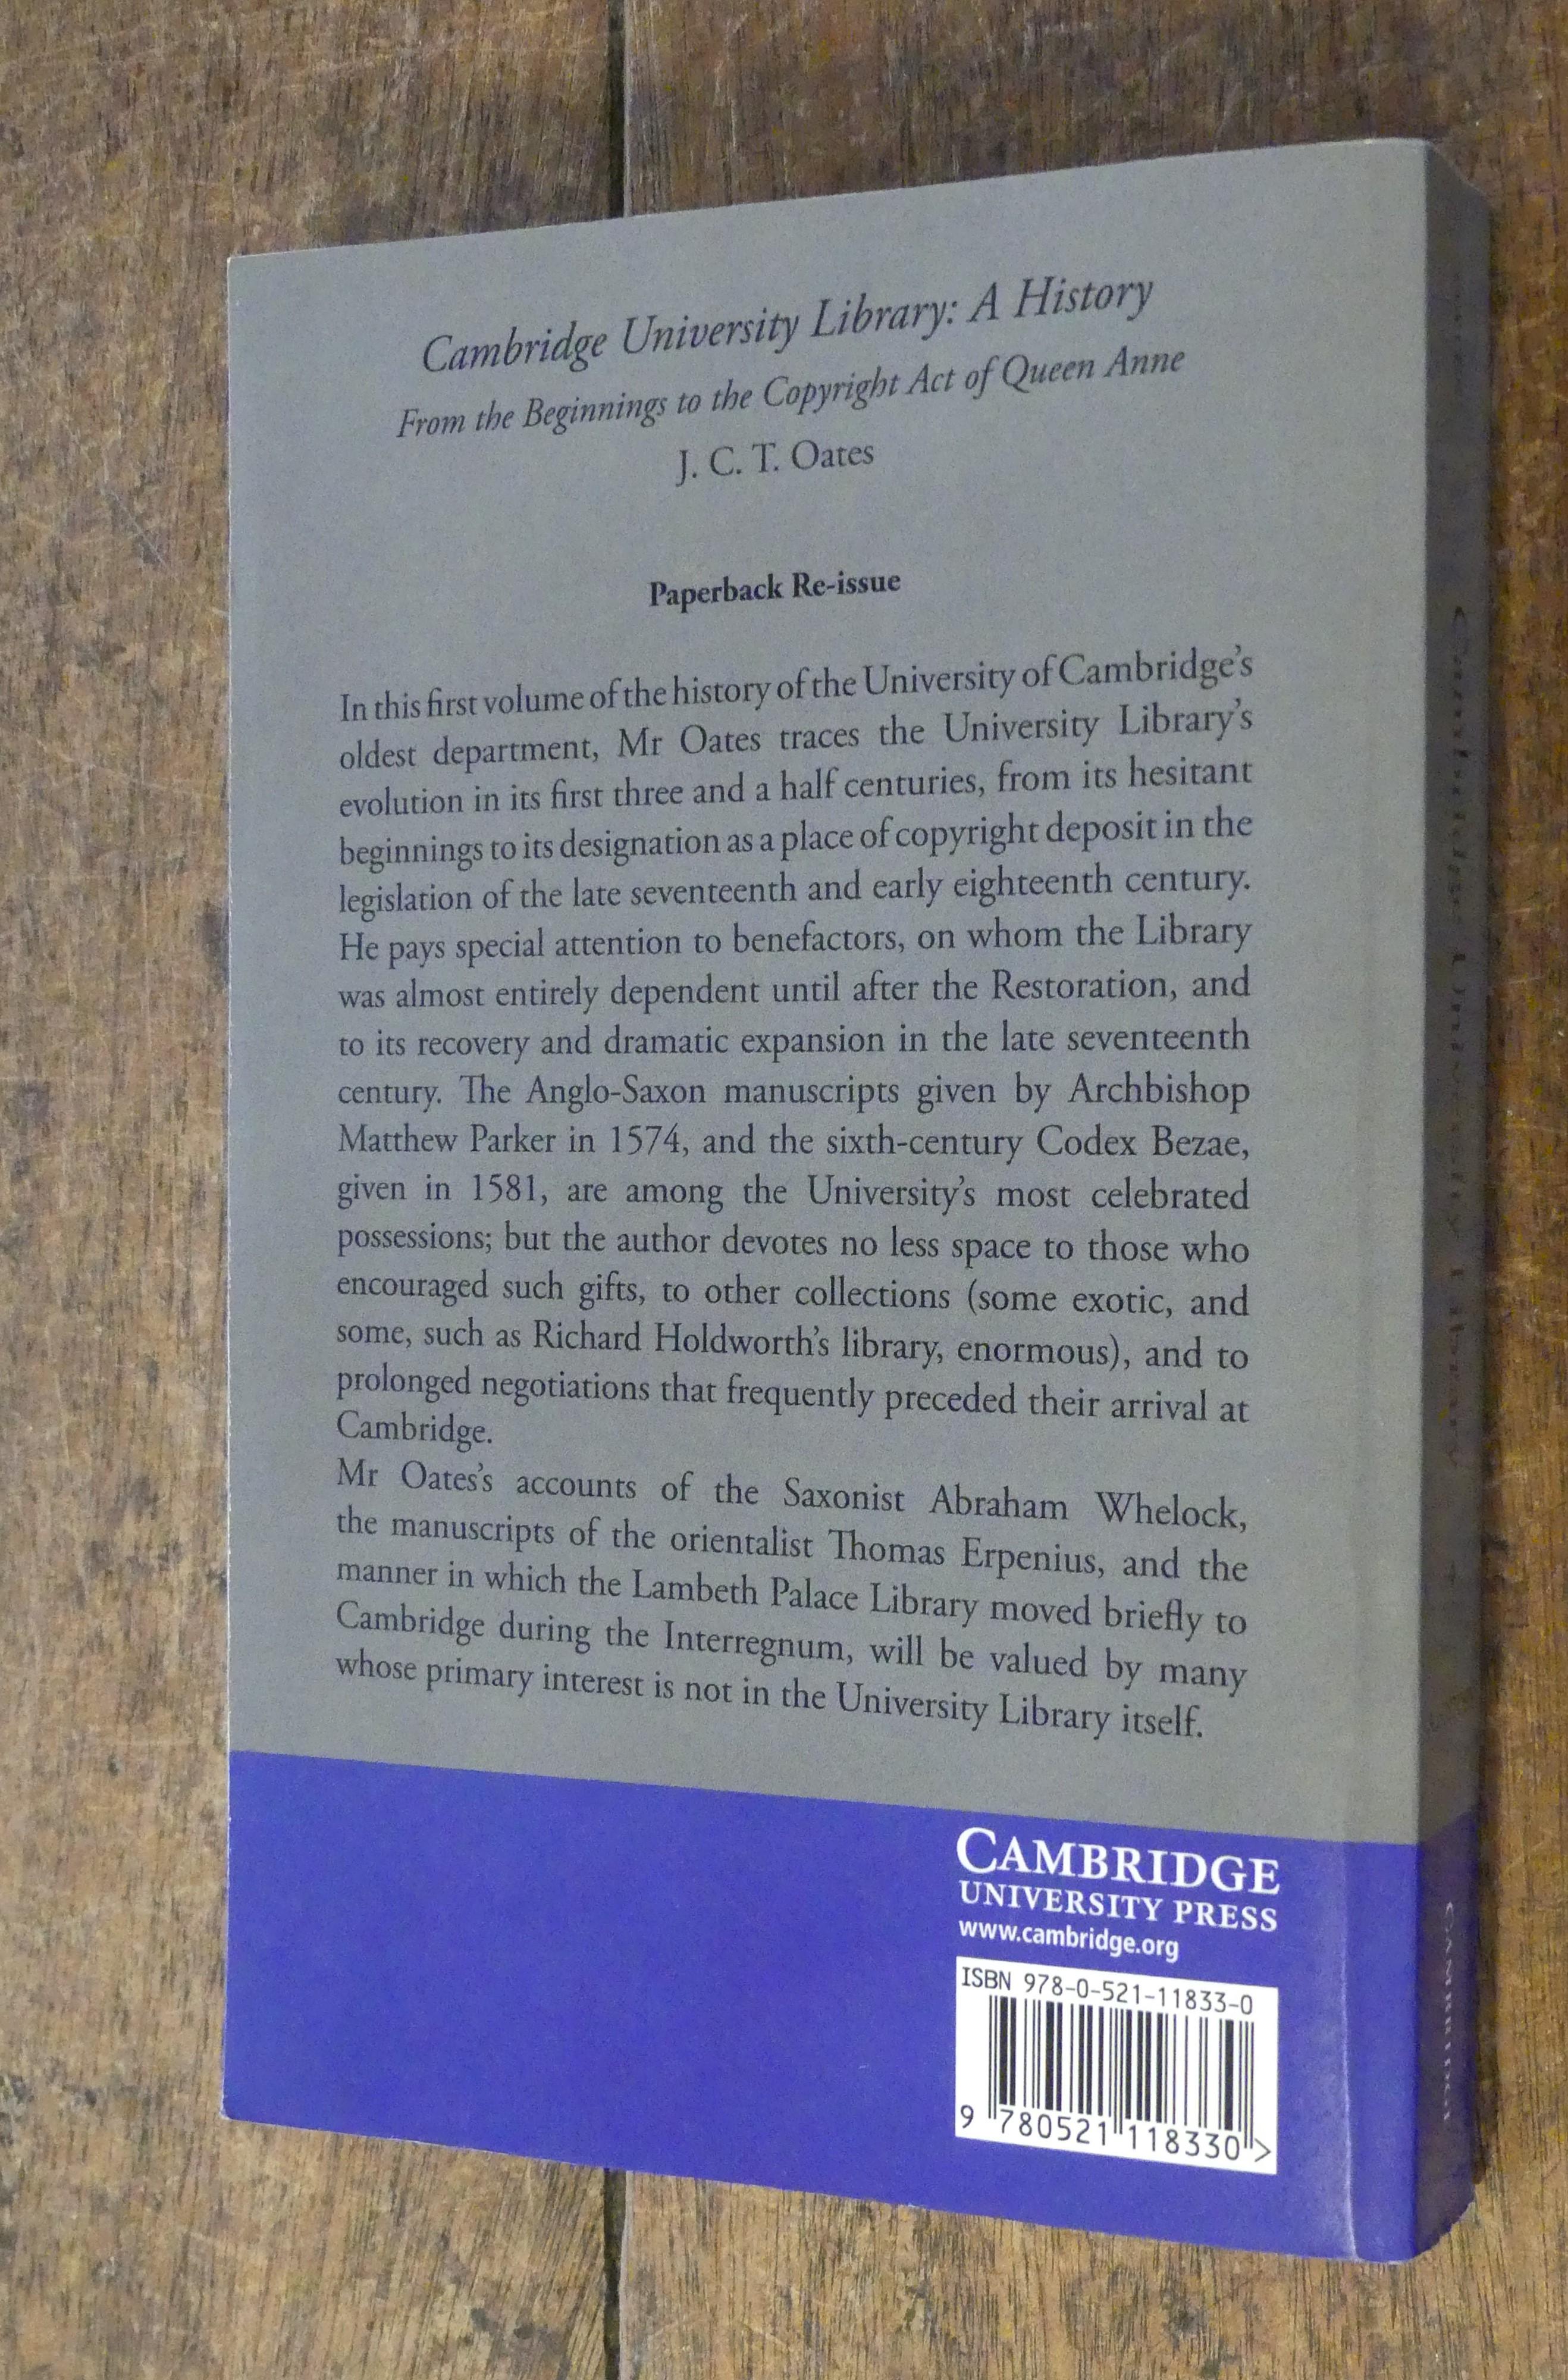 Cambridge University Library: A History
From the Beginnings to the Copyright Act of Queen Anne
J. C. T. Oates
Paperback Re-issue
In this first volume of the history of the University of Cambridge's
oldest department, Mr Oates traces the University Library's
evolution in its first three and a half centuries, from its hesitant
beginnings to its designation as a place of copyright deposit in the
legislation of the late seventeenth and early eighteenth century.
He pays special attention to benefactors, on whom the Library
was almost entirely dependent until after the Restoration, and
to its recovery and dramatic expansion in the late seventeenth
century. The Anglo-Saxon manuscripts given by Archbishop
Matthew Parker in 1574, and the sixth-century Codex Bezae,
given in 1581, are among the University's most celebrated
possessions; but the author devotes no less space to those who
encouraged such gifts, to other collections (some exotic, and
some, such as Richard Holdworth's library, enormous), and to
prolonged negotiations that frequently preceded their arrival at
Cambridge.
Mr Oates's accounts of the Saxonist Abraham Whelock,
the manuscripts of the orientalist Thomas Erpenius, and the
manner in which the Lambeth Palace Library moved briefly to
Cambridge during the Interregnum, will be valued by many
whose primary interest is not in the University Library itself.
CAMBRIDGE
UNIVERSITY PRESS
www.cambridge.org
ISBN 978-0-521-11833-0
9 780521 118330 >
Cambridge University Library
CAMBRIDGE